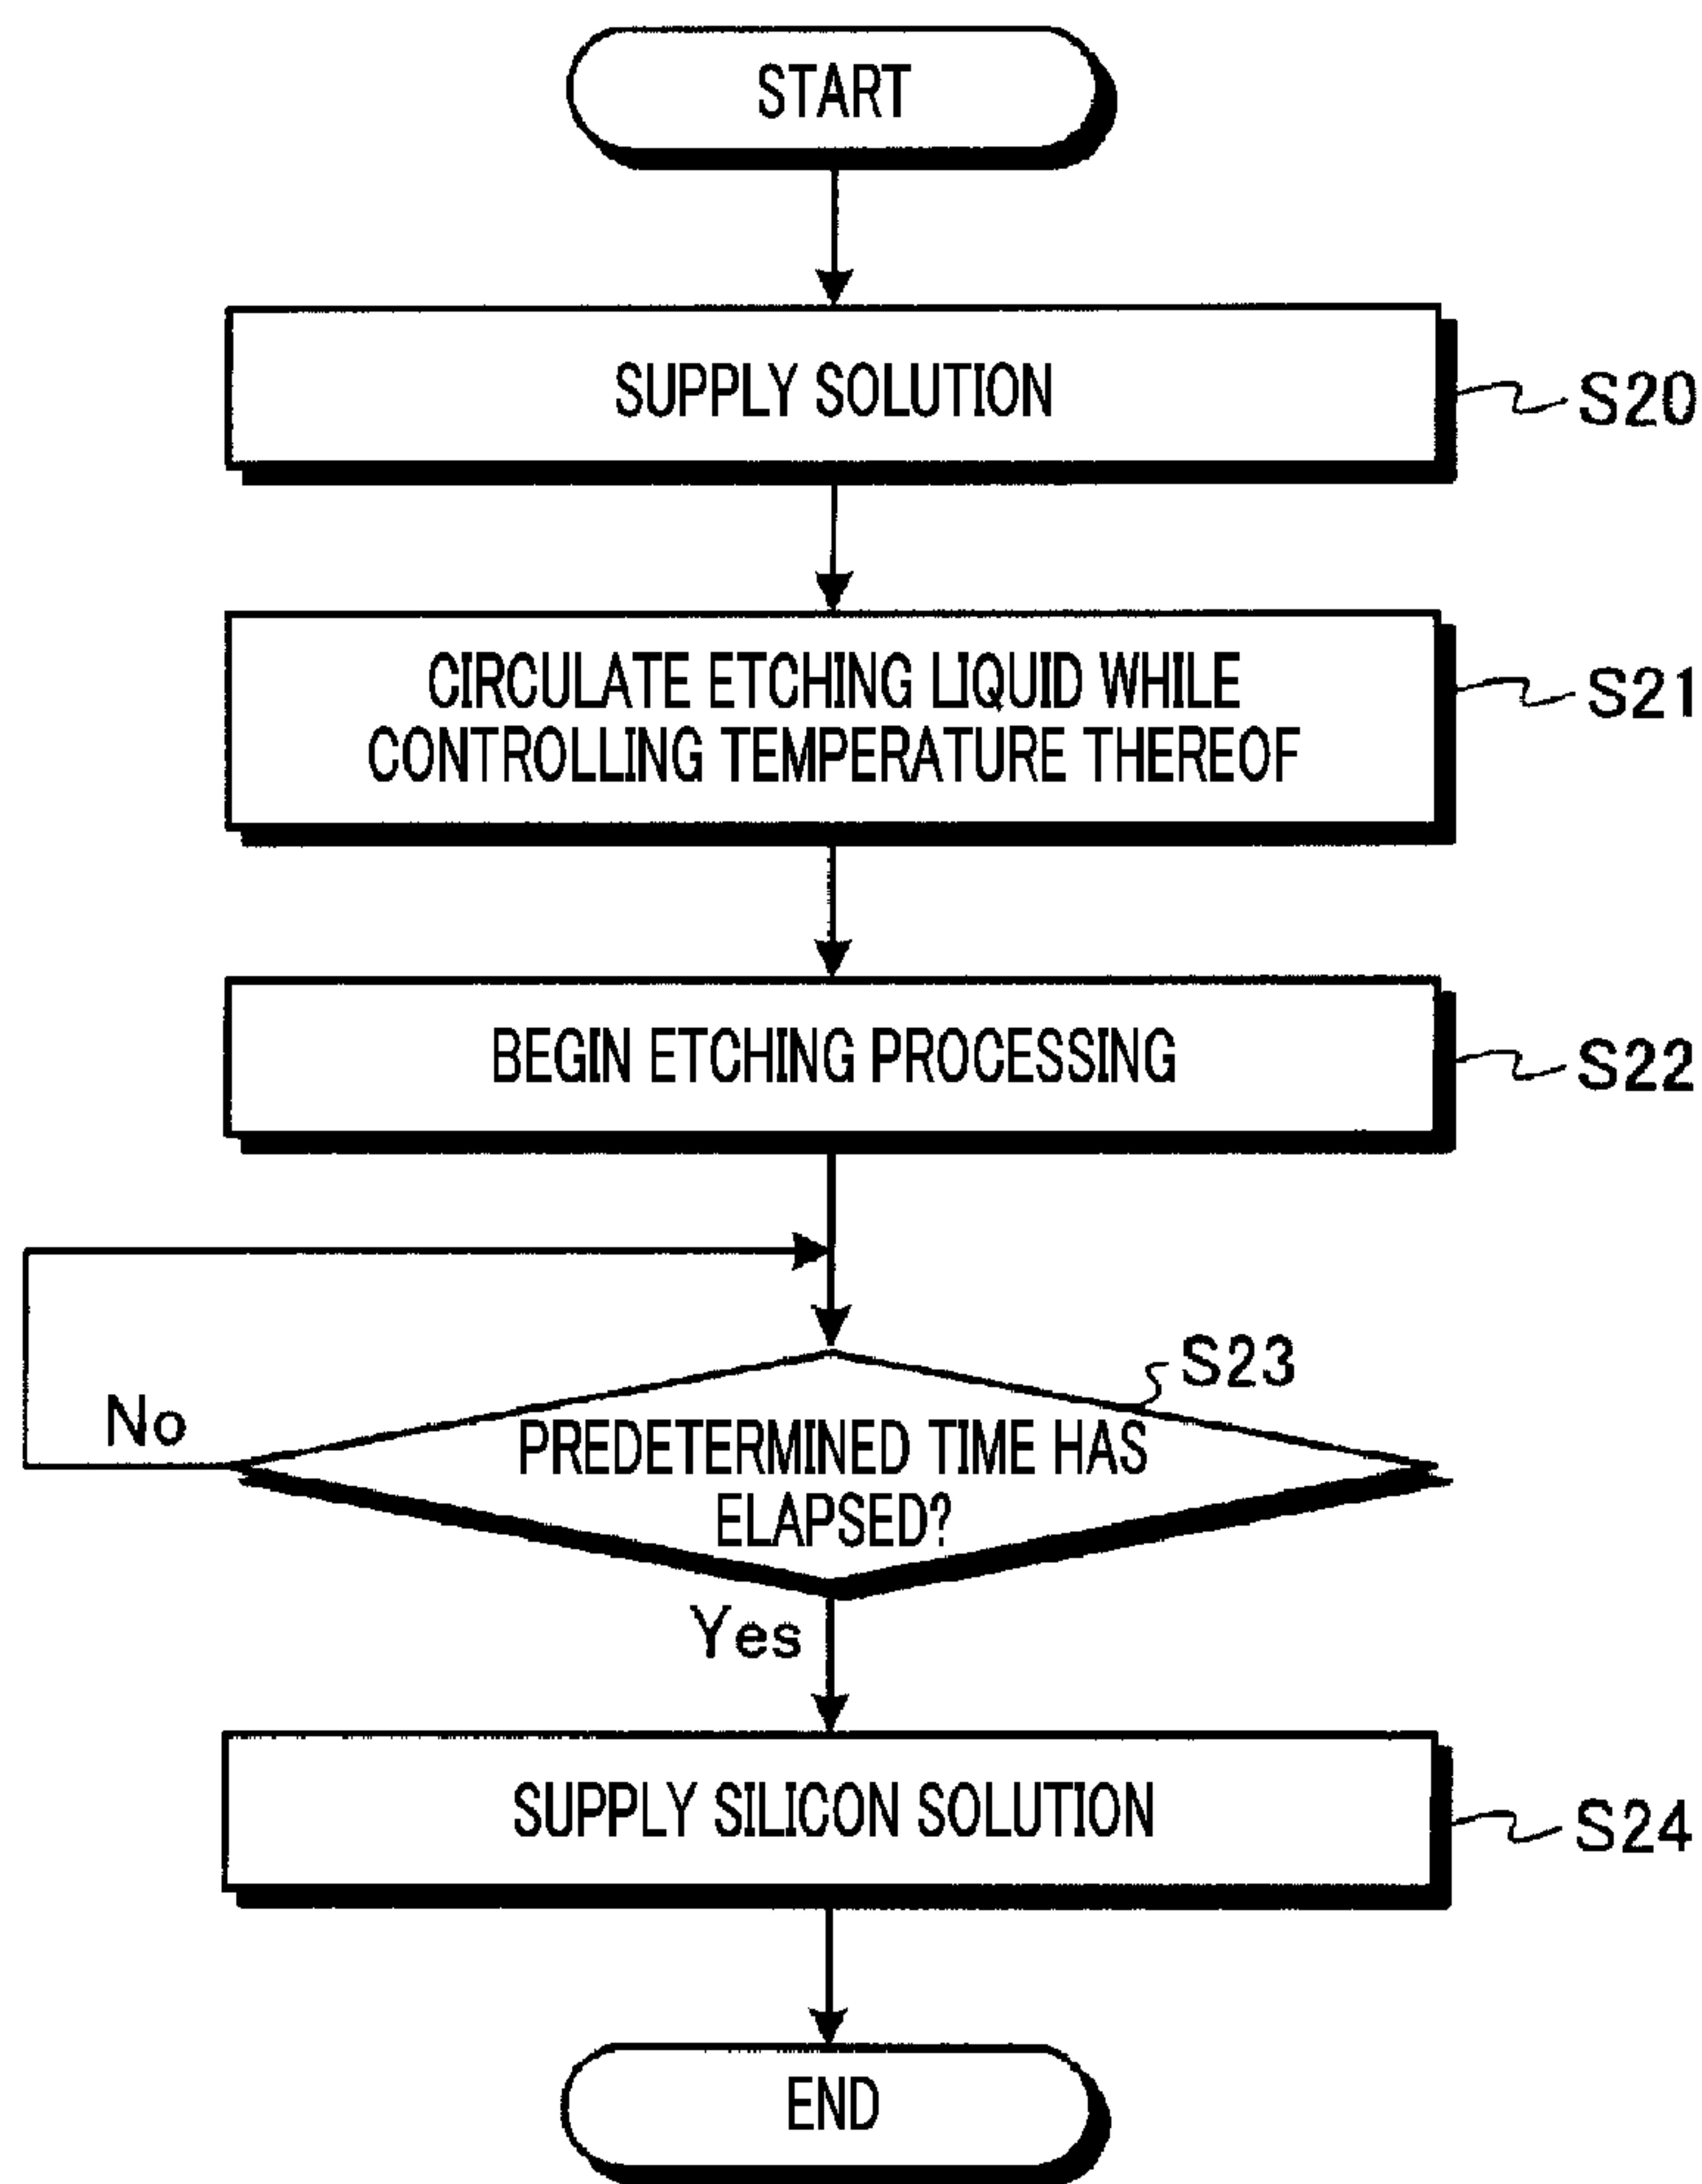 START
SUPPLY SOLUTION
S20
CIRCULATE ETCHING LIQUID WHILE
CONTROLLING TEMPERATURE THEREOF
S21
BEGIN ETCHING PROCESSING
S22
S23
No
PREDETERMINED TIME HAS
ELAPSED?
Yes
SUPPLY SILICON SOLUTION
S24
END